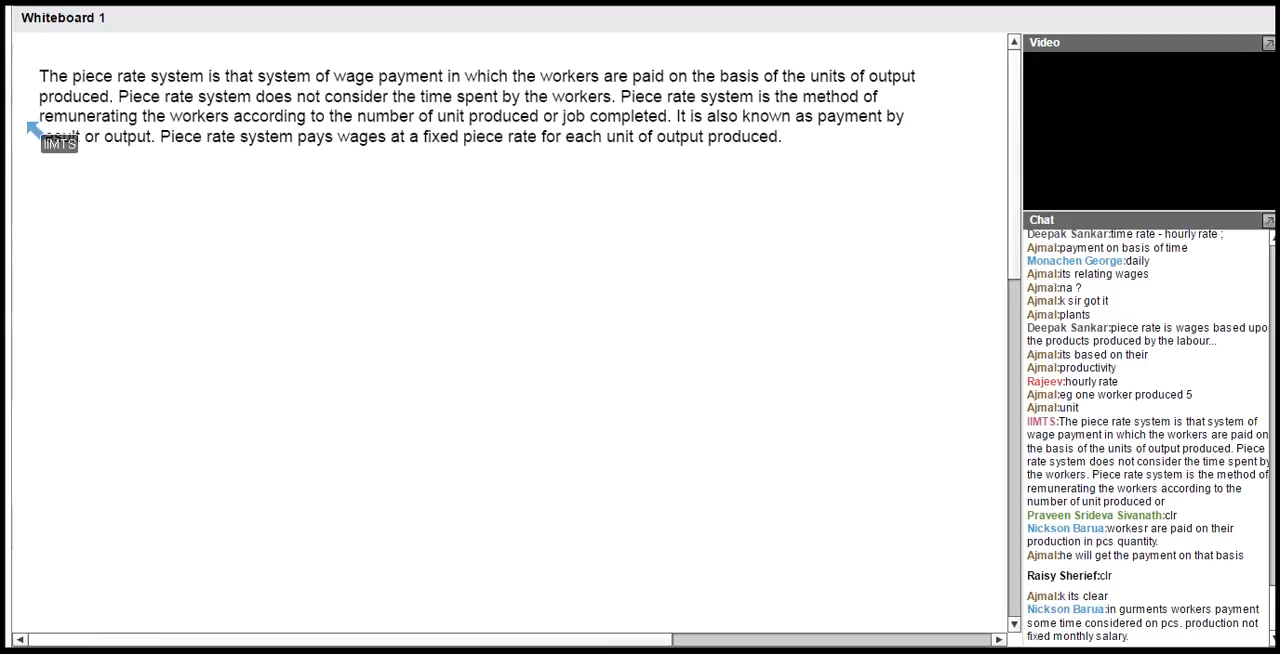 Whiteboard 1
The piece rate system is that system of wage payment in which the workers are paid on the basis of the units of output
produced. Piece rate system does not consider the time spent by the workers. Piece rate system is the method of
remunerating the workers according to the number of unit produced or job completed. It is also known as payment by
result or output. Piece rate system pays wages at a fixed piece rate for each unit of output produced.
IIMTS
Video
Chat
Deepak Sankar:time rate - hourly rate ;
Ajmal:payment on basis of time
Monachen George:daily
Ajmal:its relating wages
Ajmal:na ?
Ajmal:k sir got it
Ajmal:plants
Deepak Sankar:piece rate is wages based upo
the products produced by the labour...
Ajmal:its based on their
Ajmal:productivity
Rajeev:hourly rate
Ajmal:eg one worker produced 5
Ajmal:unit
IIMTS:The piece rate system is that system of
wage payment in which the workers are paid on
the basis of the units of output produced. Piece
rate system does not consider the time spent by
the workers. Piece rate system is the method of
remunerating the workers according to the
number of unit produced or
Praveen Srideva Sivanath:clr
Nickson Barua:workesr are paid on their
production in pcs quantity.
Ajmal:he will get the payment on that basis
Raisy Sherief:clr
Ajmal:k its clear
Nickson Barua:in gurments workers payment
some time considered on pcs. production not
fixed monthly salary.